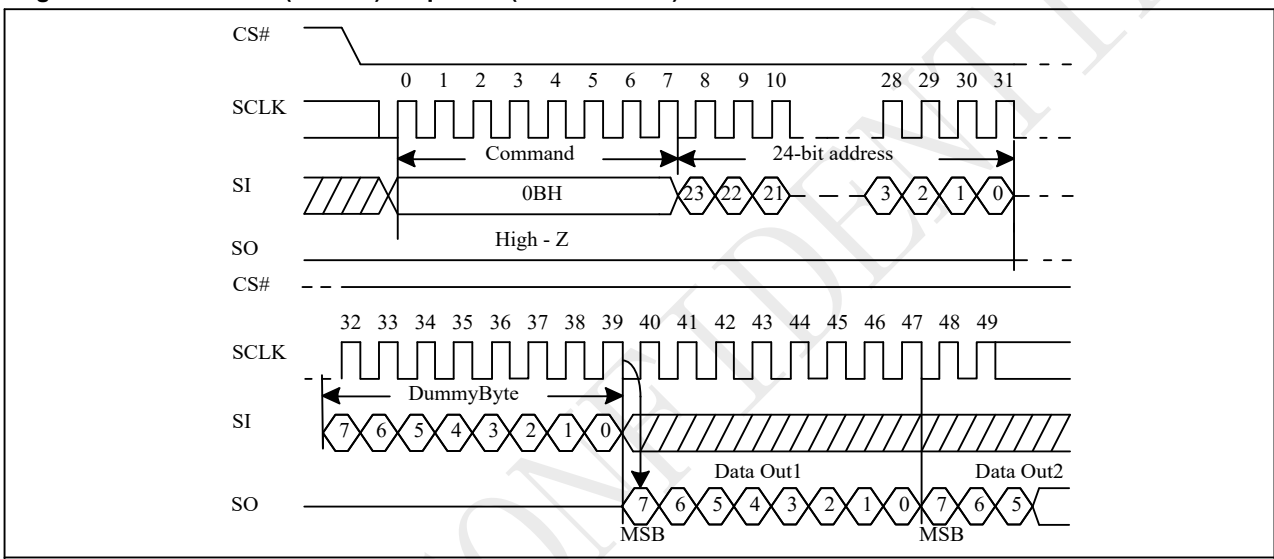 CS#
0 1 2 3 4 5 6 7 8 9 10 28 29 30 31
SCLK
Command 24-bit address
SI 0BH 23 22 21 3 2 1 0
High - Z
SO
CS#
32 33 34 35 36 37 38 39 40 41 42 43 44 45 46 47 48 49
SCLK
DummyByte
SI 7 6 5 4 3 2 1 0
Data Out1 Data Out2
SO 7 6 5 4 3 2 1 0 7 6 5
MSB MSB